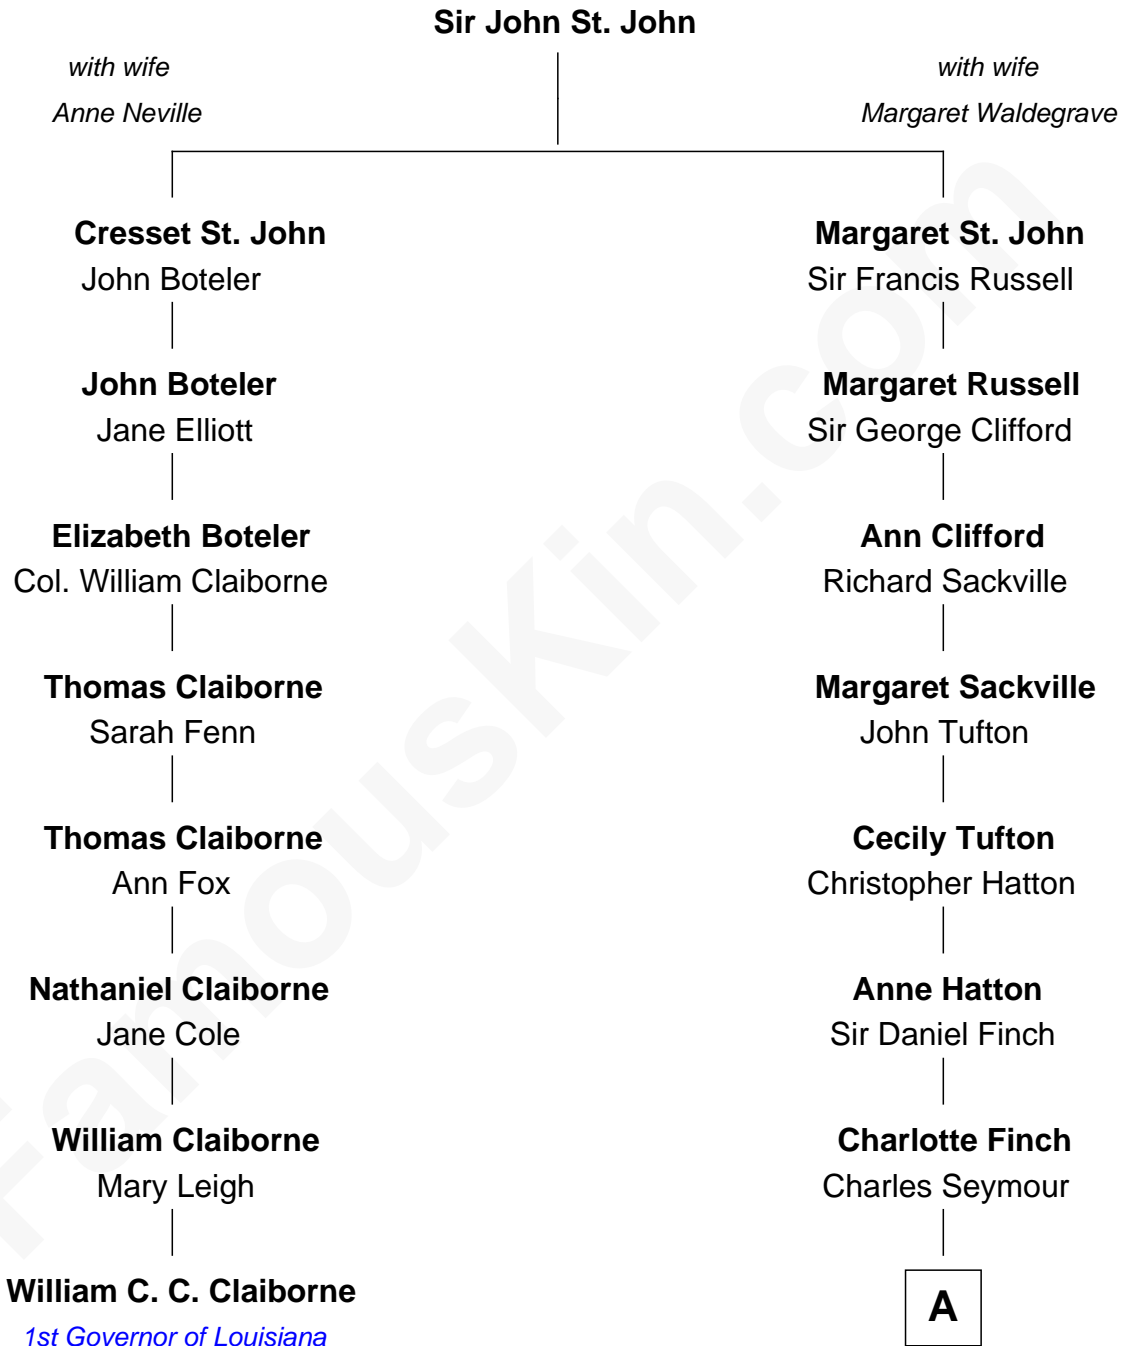 Sir John St. John
with wife
Anne Neville
with wife
Margaret Waldegrave
Cresset St. John
John Boteler
Margaret St. John
Sir Francis Russell
John Boteler
Jane Elliott
Margaret Russell
Sir George Clifford
Elizabeth Boteler
Col. William Claiborne
Ann Clifford
Richard Sackville
Thomas Claiborne
Sarah Fenn
Margaret Sackville
John Tufton
Thomas Claiborne
Ann Fox
Cecily Tufton
Christopher Hatton
Nathaniel Claiborne
Jane Cole
Anne Hatton
Sir Daniel Finch
William Claiborne
Mary Leigh
Charlotte Finch
Charles Seymour
William C. C. Claiborne
1st Governor of Louisiana
A
FamousKin.com